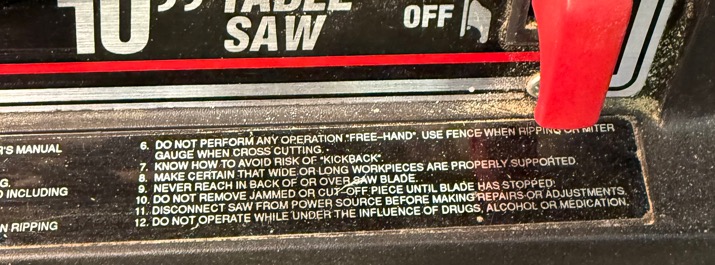 10" TABLE
SAW
OFF
'S MANUAL
G.
D INCLUDING
N RIPPING
6. DO NOT PERFORM ANY OPERATION "FREE-HAND". USE FENCE WHEN RIPPING OR MITER
GAUGE WHEN CROSS CUTTING.
7. KNOW HOW TO AVOID RISK OF "KICKBACK".
8. MAKE CERTAIN THAT WIDE OR LONG WORKPIECES ARE PROPERLY SUPPORTED.
9. NEVER REACH IN BACK OF OR OVER SAW BLADE.
10. DO NOT REMOVE JAMMED OR CUT-OFF PIECE UNTIL BLADE HAS STOPPED!
11. DISCONNECT SAW FROM POWER SOURCE BEFORE MAKING REPAIRS OR ADJUSTMENTS.
12. DO NOT OPERATE WHILE UNDER THE INFLUENCE OF DRUGS, ALCOHOL OR MEDICATION.